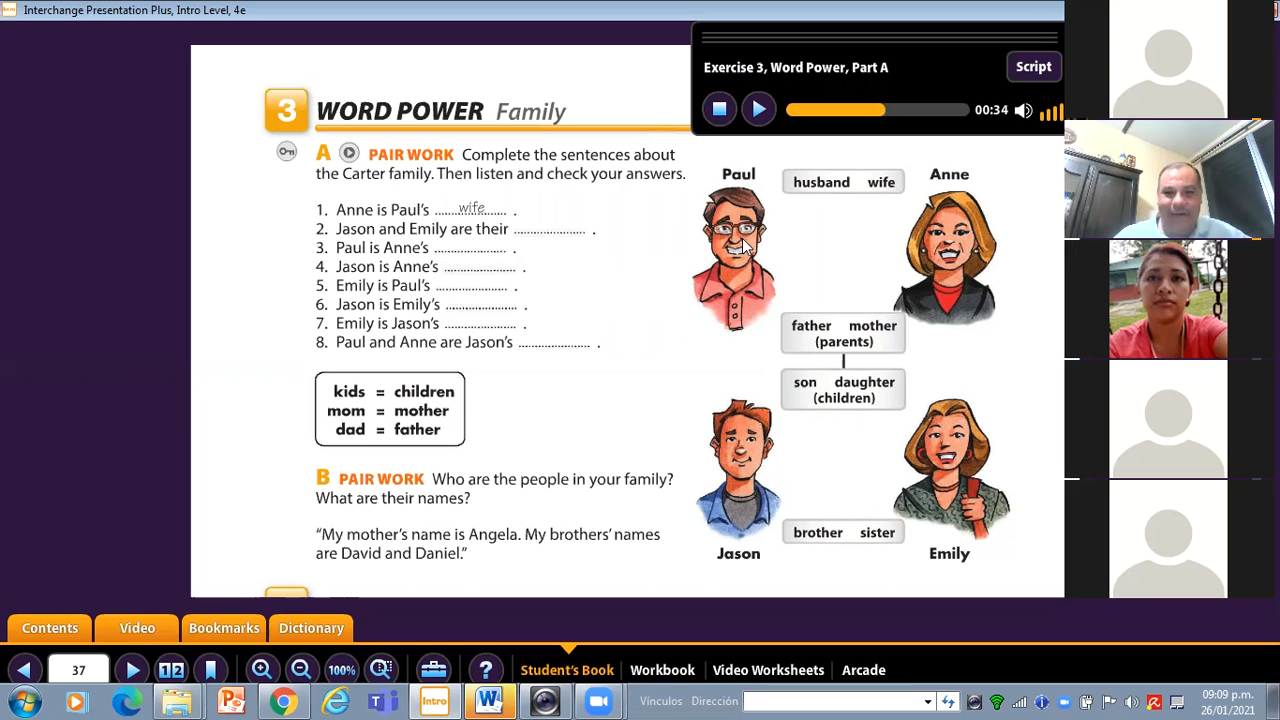 Interchange Presentation Plus, Intro Level, 4e
Exercise 3, Word Power, Part A
Script
00:34
3 WORD POWER Family
A PAIR WORK Complete the sentences about
the Carter family. Then listen and check your answers.
1. Anne is Paul's ......wife...... .
2. Jason and Emily are their ...................... .
3. Paul is Anne's ...................... .
4. Jason is Anne's ...................... .
5. Emily is Paul's ...................... .
6. Jason is Emily's ...................... .
7. Emily is Jason's ...................... .
8. Paul and Anne are Jason's ...................... .
kids = children
mom = mother
dad = father
B PAIR WORK Who are the people in your family?
What are their names?
“My mother's name is Angela. My brothers' names
are David and Daniel.”
Paul
husband wife
Anne
father mother
(parents)
son daughter
(children)
brother sister
Jason
Emily
Contents
Video
Bookmarks
Dictionary
37
12
100%
?
Student's Book
Workbook
Video Worksheets
Arcade
Intro
Vínculos
Dirección
09:09 p.m.
26/01/2021